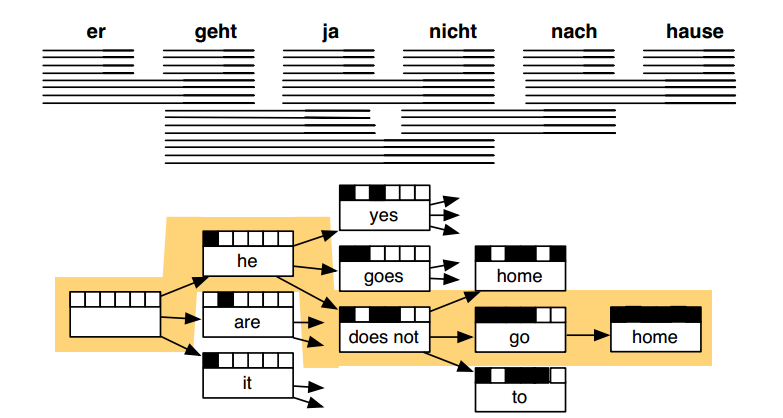 er geht ja nicht nach hause
yes
he
goes home
are
does not go home
it
to